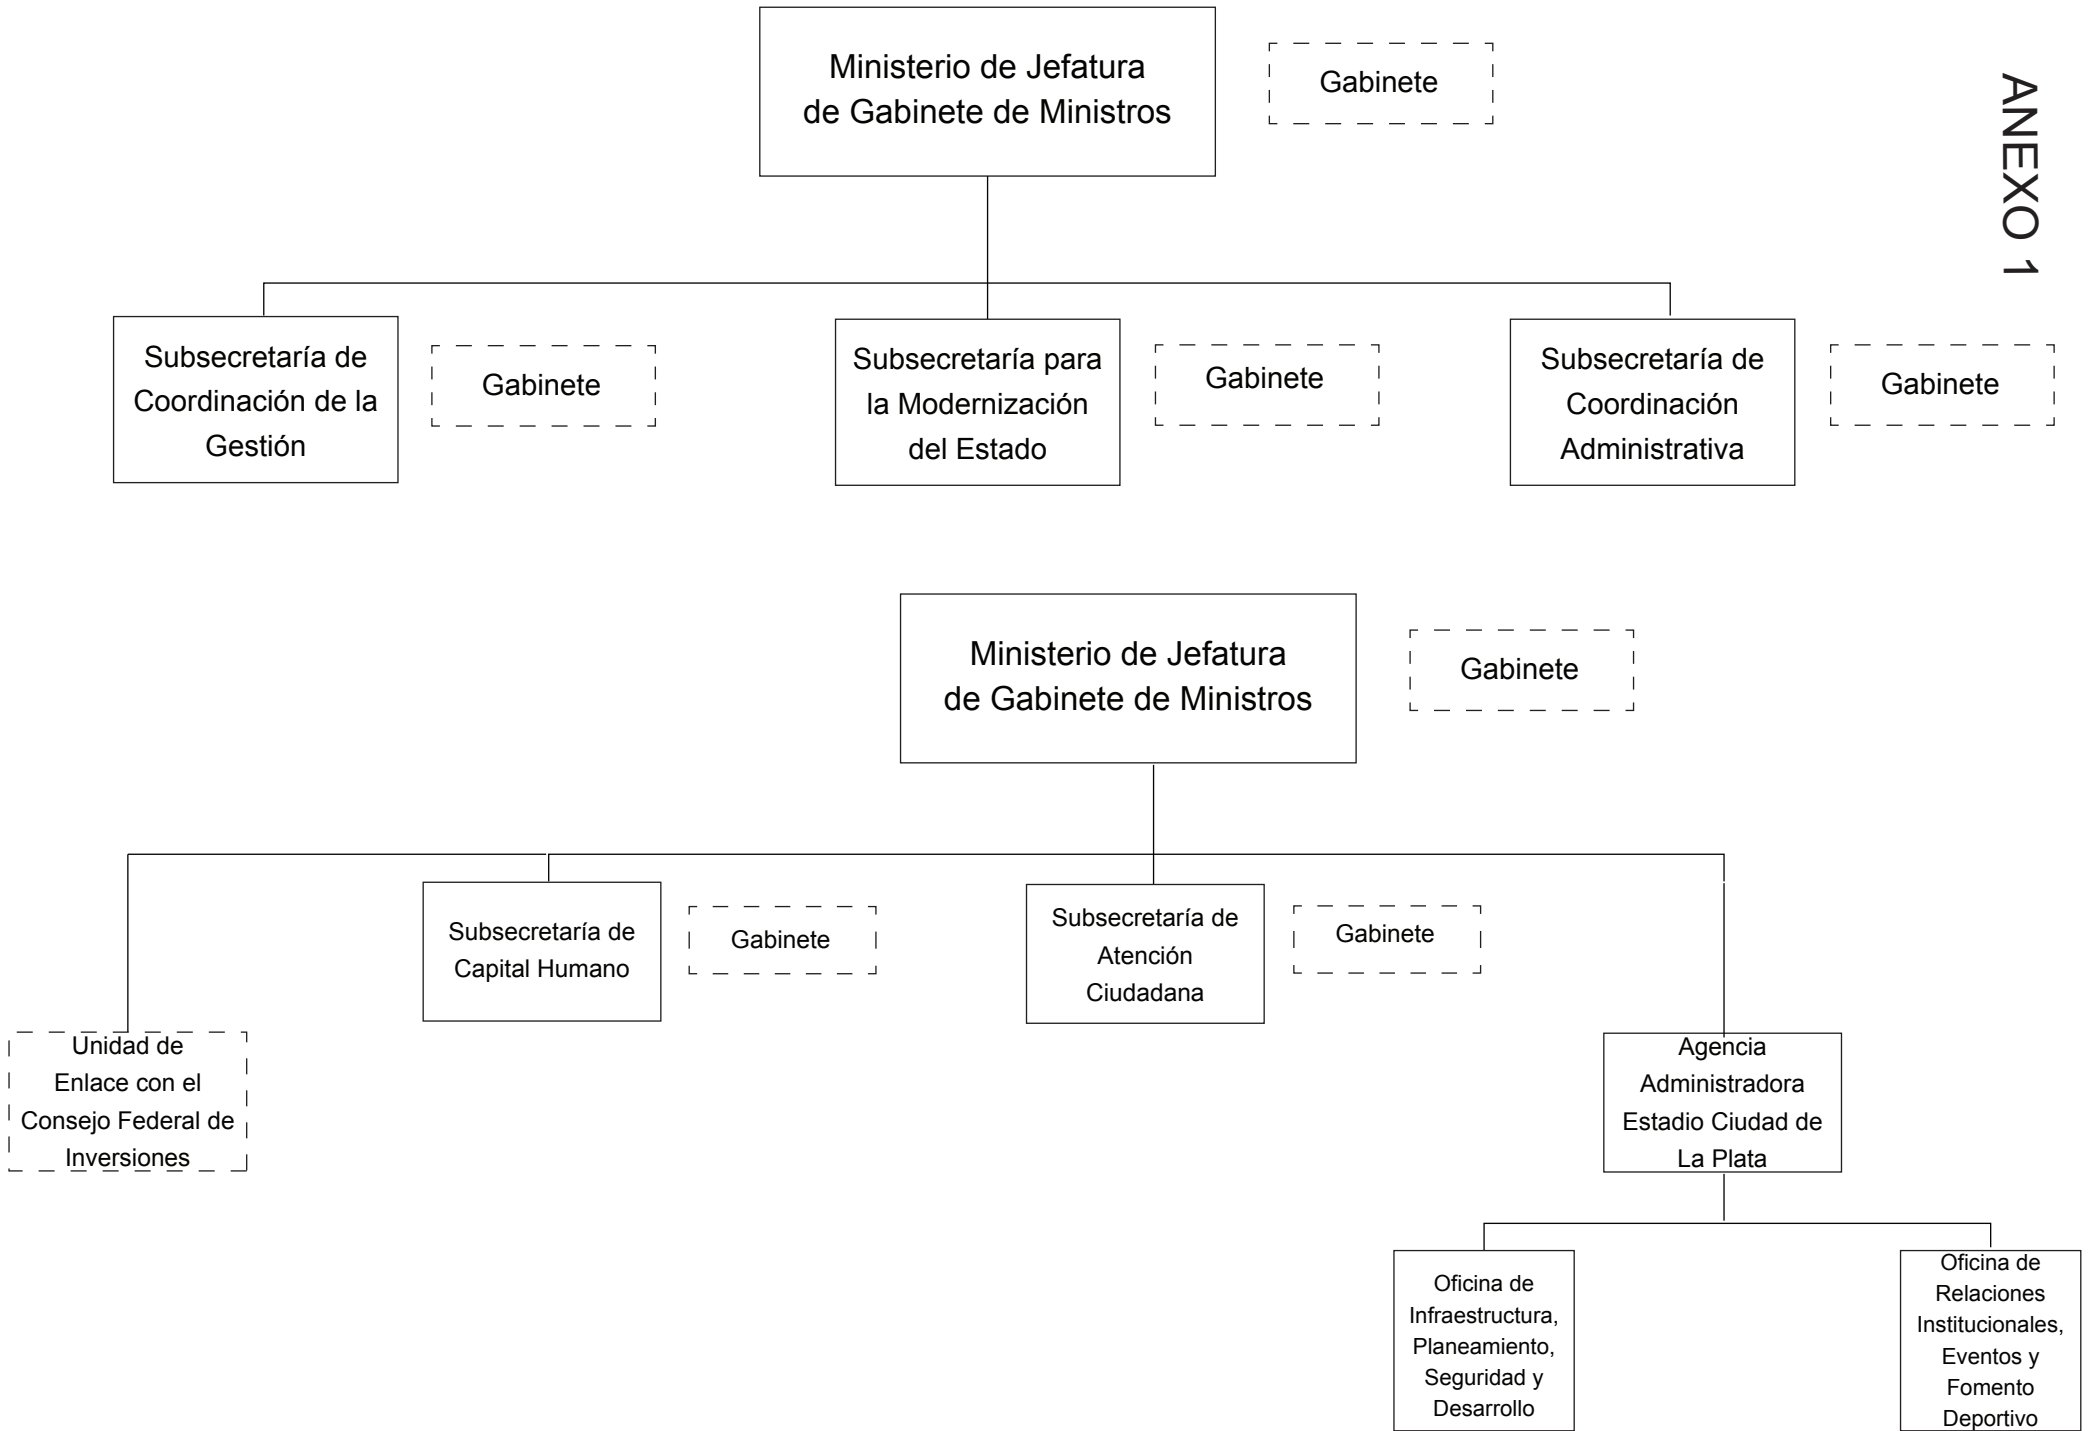 ANEXO 1
Ministerio de Jefatura
de Gabinete de Ministros
Gabinete
Subsecretaría de
Coordinación de la
Gestión
Gabinete
Subsecretaría para
la Modernización
del Estado
Gabinete
Subsecretaría de
Coordinación
Administrativa
Gabinete
Ministerio de Jefatura
de Gabinete de Ministros
Gabinete
Subsecretaría de
Capital Humano
Gabinete
Subsecretaría de
Atención
Ciudadana
Gabinete
Unidad de
Enlace con el
Consejo Federal de
Inversiones
Agencia
Administradora
Estadio Ciudad de
La Plata
Oficina de
Infraestructura,
Planeamiento,
Seguridad y
Desarrollo
Oficina de
Relaciones
Institucionales,
Eventos y
Fomento
Deportivo